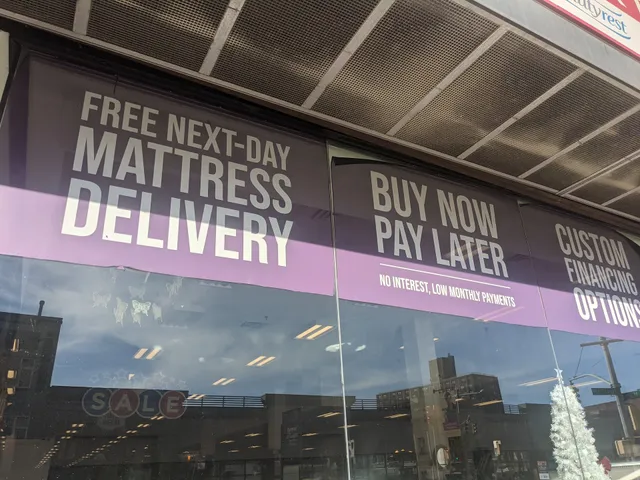 FREE NEXT-DAY
MATTRESS
DELIVERY
BUY NOW
PAY LATER
NO INTEREST, LOW MONTHLY PAYMENTS
CUSTOM
FINANCING
OPTIONS
SALE